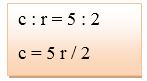 c : r = 5 : 2
c = 5 r / 2